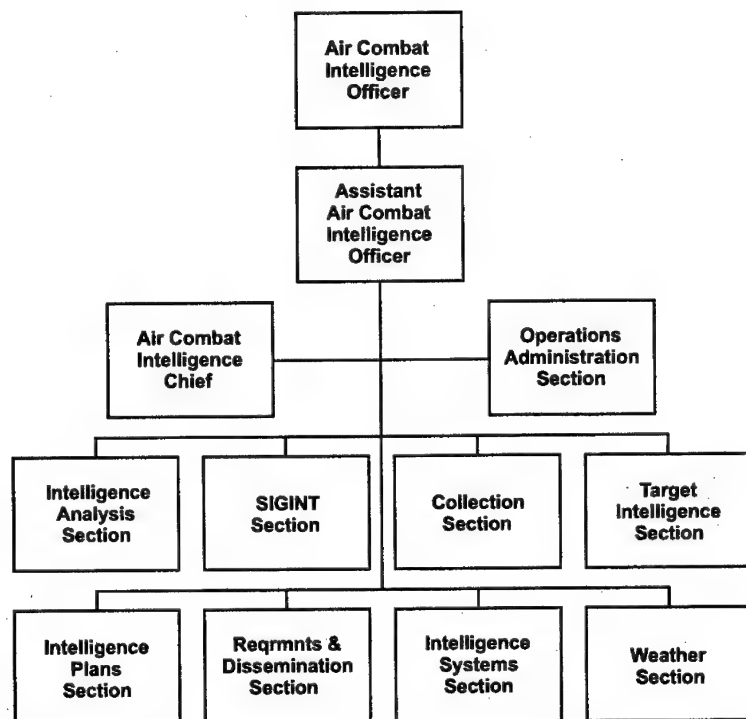 Air Combat
Intelligence
Officer
Assistant
Air Combat
Intelligence
Officer
Air Combat
Intelligence
Chief
Operations
Administration
Section
Intelligence
Analysis
Section
SIGINT
Section
Collection
Section
Target
Intelligence
Section
Intelligence
Plans
Section
Reqrmnts &
Dissemination
Section
Intelligence
Systems
Section
Weather
Section